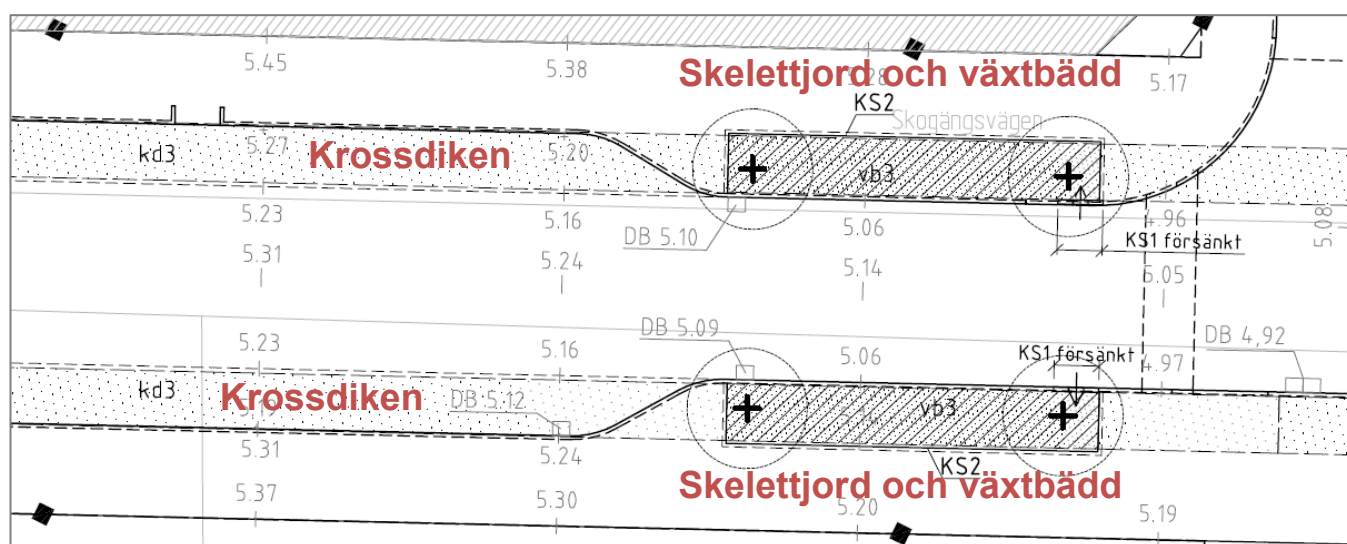 5.45
5.38
5.28
5.17
Skelettjord och växtbädd
KS2
Skogängsvägen
kd3
5.27
Krossdiken
5.20
vb3
5.23
5.16
DB 5.10
5.06
4.96
5.08
KS1 försänkt
5.31
5.24
5.14
5.05
5.23
5.16
DB 5.09
5.06
KS1 försänkt
4.97
DB 4,92
kd3
Krossdiken
DB 5.12
vb3
5.31
5.24
KS2
Skelettjord och växtbädd
5.37
5.30
5.20
5.19